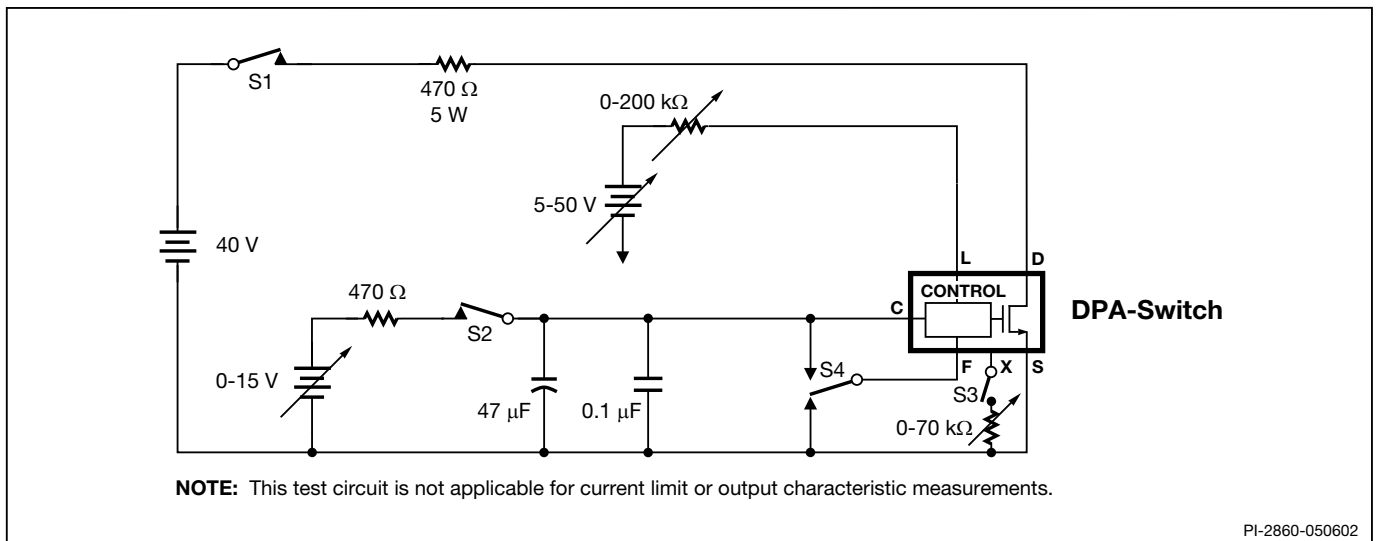 S1
470 Ω
5 W
0-200 kΩ
5-50 V
40 V
L
D
CONTROL
C
DPA-Switch
470 Ω
S2
F
X
S
S4
S3
0-15 V
47 μF
0.1 μF
0-70 kΩ
NOTE: This test circuit is not applicable for current limit or output characteristic measurements.
PI-2860-050602